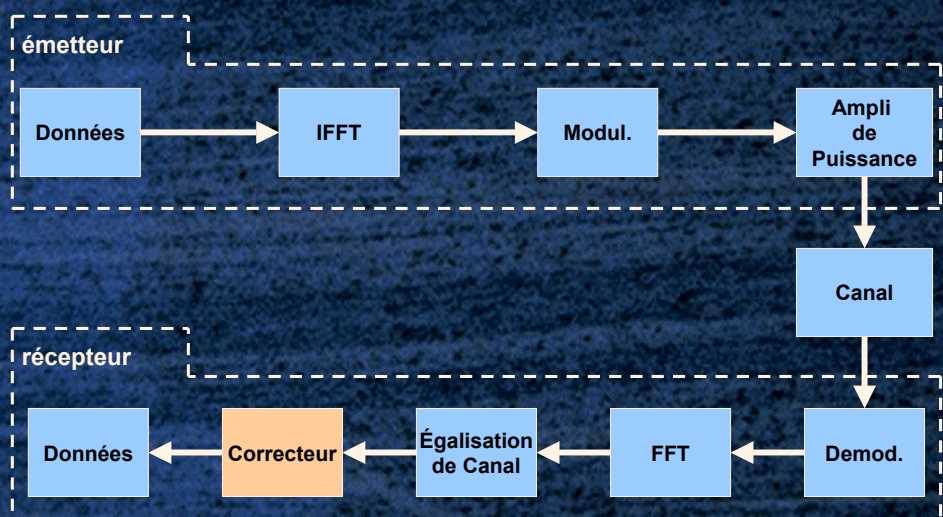 émetteur
Données
IFFT
Modul.
Ampli
de
Puissance
Canal
récepteur
Données
Correcteur
Égalisation
de Canal
FFT
Demod.